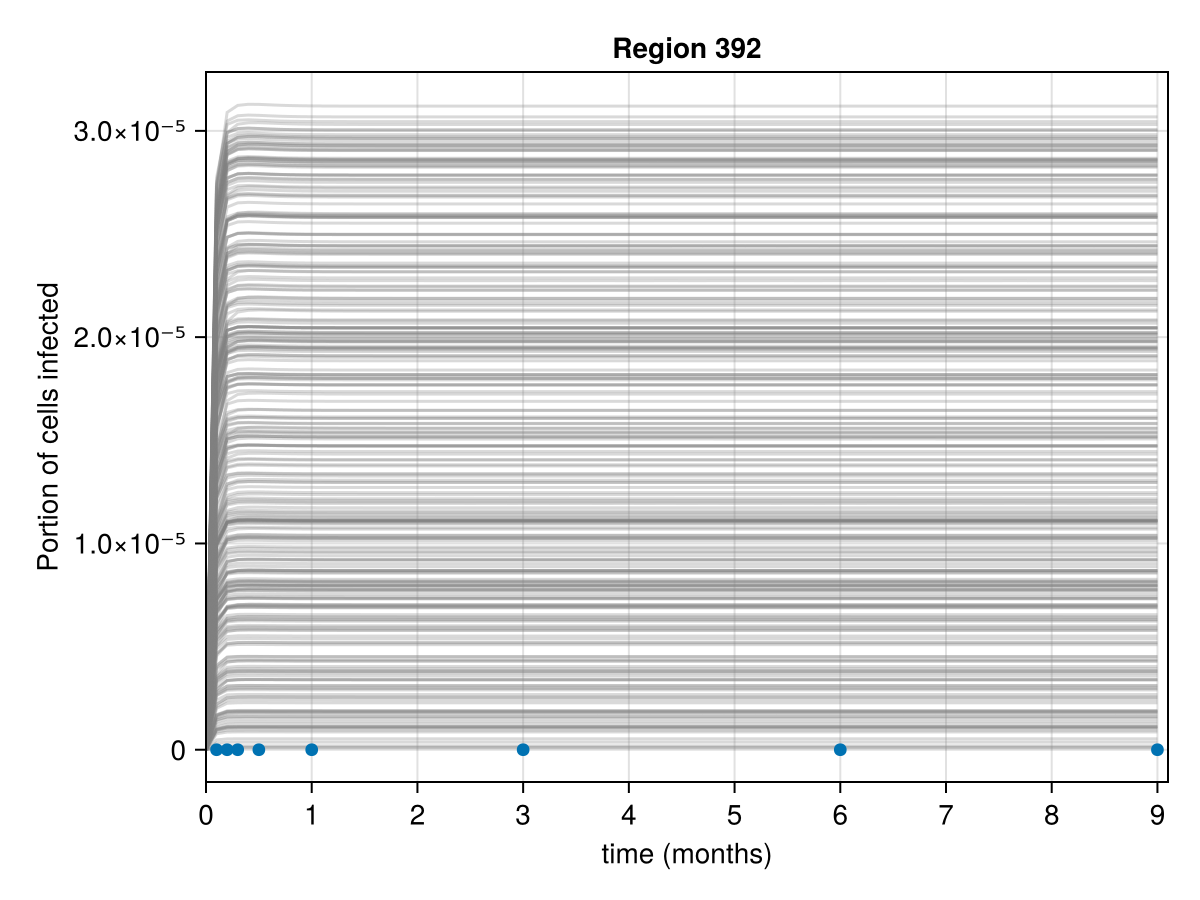 Region 392
Portion of cells infected
3.0×10⁻⁵
2.0×10⁻⁵
1.0×10⁻⁵
0
0 1 2 3 4 5 6 7 8 9
time (months)